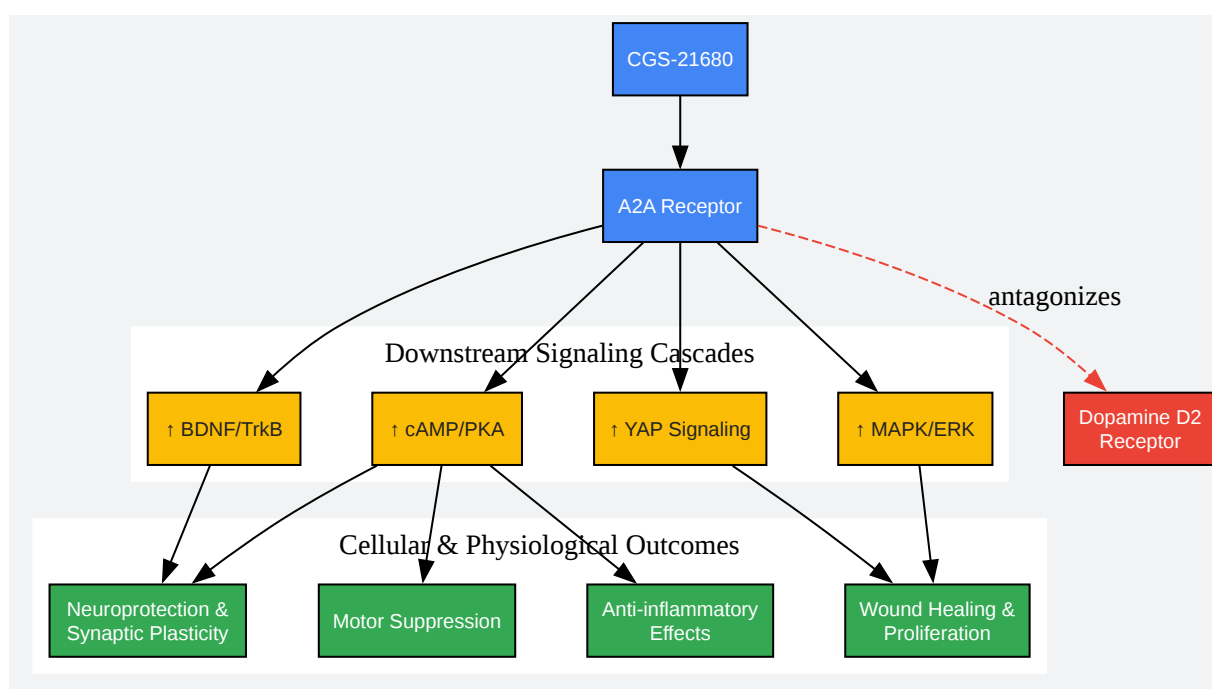 CGS-21680
A2A Receptor
antagonizes
Downstream Signaling Cascades
↑ BDNF/TrkB
↑ cAMP/PKA
↑ YAP Signaling
↑ MAPK/ERK
Dopamine D2
Receptor
Cellular & Physiological Outcomes
Neuroprotection &
Synaptic Plasticity
Motor Suppression
Anti-inflammatory
Effects
Wound Healing &
Proliferation